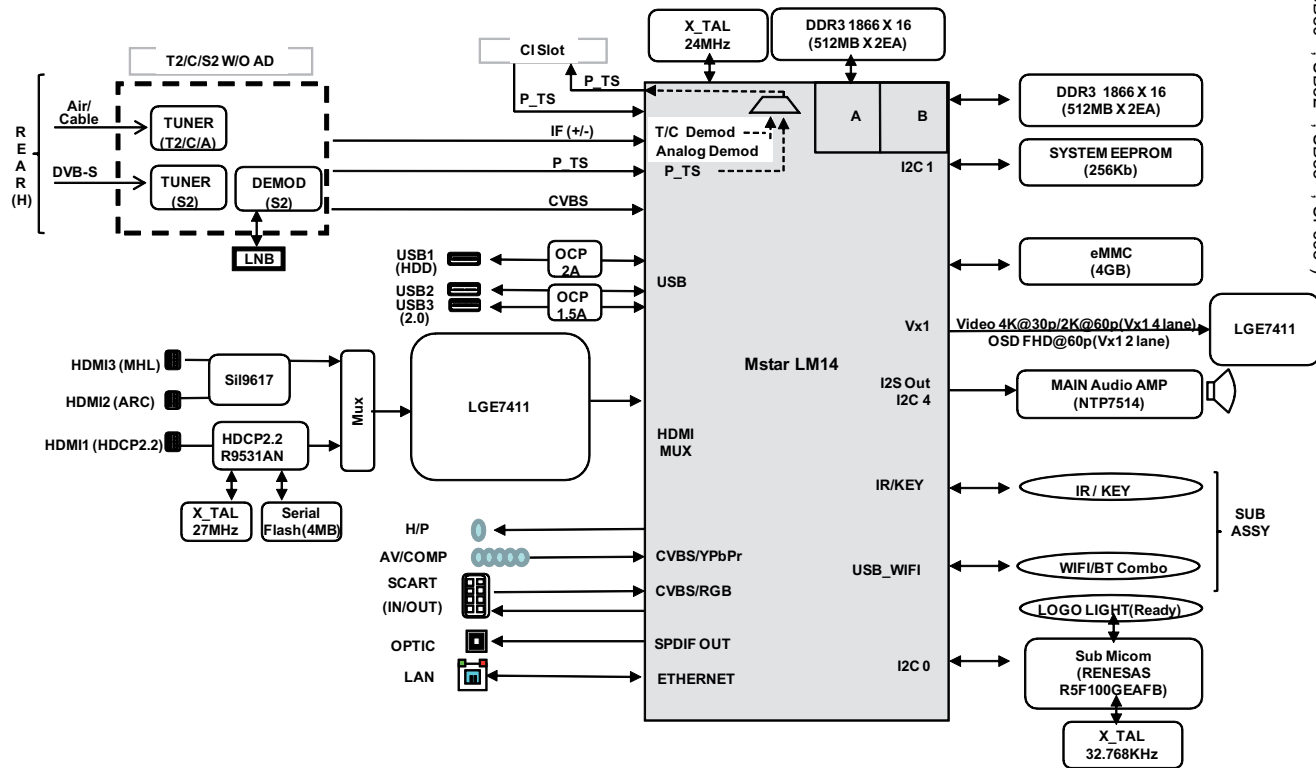 T2/C/S2 W/O AD
CI Slot
X_TAL
24MHz
DDR3 1866 X 16
(512MB X 2EA)
P_TS
P_TS
REAR(H)
Air/
Cable
DVB-S
TUNER
(T2/C/A)
TUNER
(S2)
DEMOD
(S2)
LNB
IF (+/-)
P_TS
CVBS
T/C Demod
Analog Demod
P_TS
A
B
DDR3 1866 X 16
(512MB X 2EA)
I2C 1
SYSTEM EEPROM
(256Kb)
eMMC
(4GB)
USB1
(HDD)
USB2
USB3
(2.0)
OCP
2A
OCP
1.5A
USB
Vx1
Video 4K@30p/2K@60p(Vx1 4 lane)
OSD FHD@60p(Vx1 2 lane)
LGE7411
HDMI3 (MHL)
HDMI2 (ARC)
HDMI1 (HDCP2.2)
Sil9617
HDCP2.2
R9531AN
X_TAL
27MHz
Serial
Flash(4MB)
Mux
LGE7411
Mstar LM14
I2S Out
I2C 4
MAIN Audio AMP
(NTP7514)
HDMI
MUX
IR/KEY
IR / KEY
SUB
ASSY
H/P
AV/COMP
CVBS/YPbPr
USB_WIFI
WIFI/BT Combo
SCART
(IN/OUT)
CVBS/RGB
LOGO LIGHT(Ready)
OPTIC
SPDIF OUT
LAN
ETHERNET
I2C 0
Sub Micom
(RENESAS
R5F100GEAFB)
X_TAL
32.768KHz